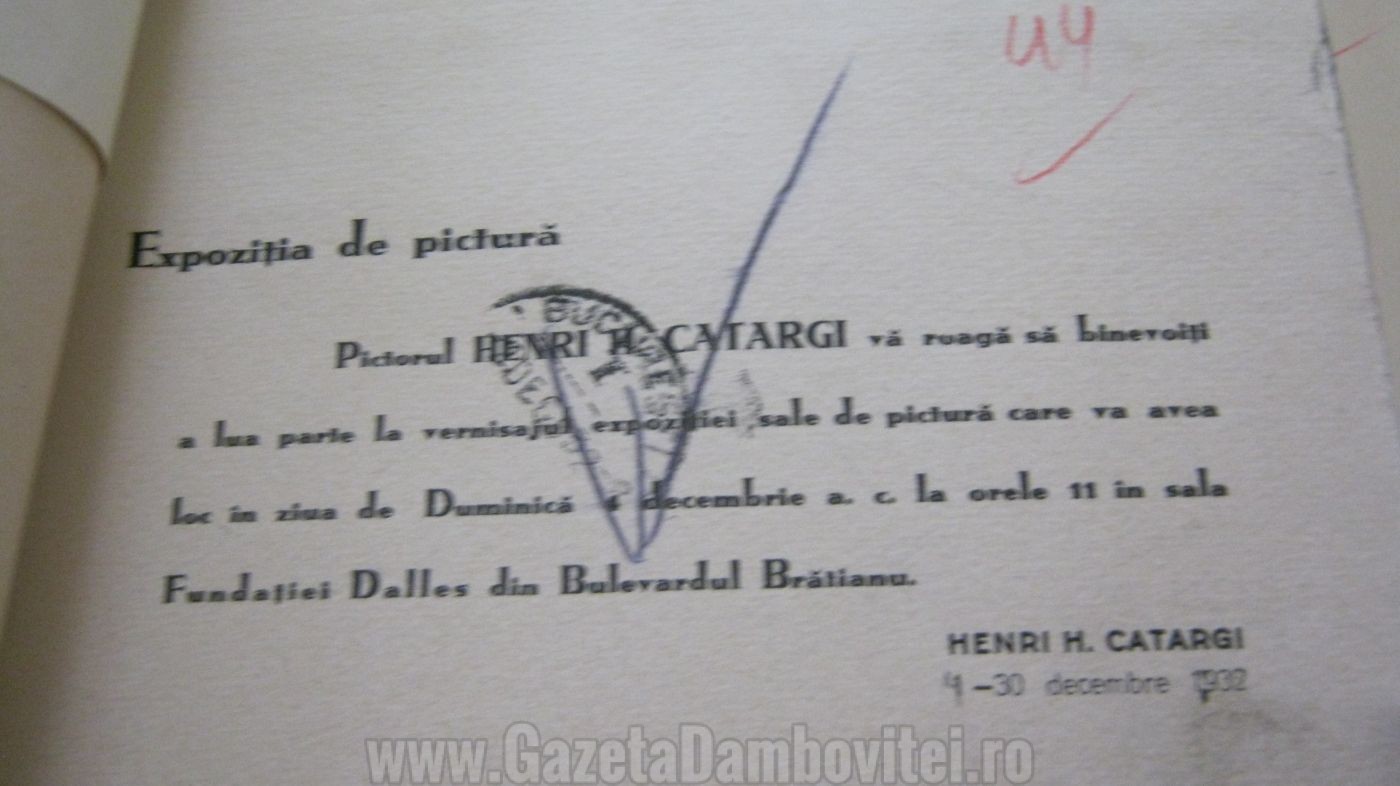 44
Expoziția de pictură
Pictorul HENRI H. CATARGI vă roagă să binevoiți
a lua parte la vernisajul expoziției sale de pictură care va avea
loc in ziua de Duminică 4 decembrie a. c. la orele 11 in sala
Fundației Dalles din Bulevardul Brătianu.
HENRI H. CATARGI
4-30 decembre 1932
www.GazetaDambovitei.ro